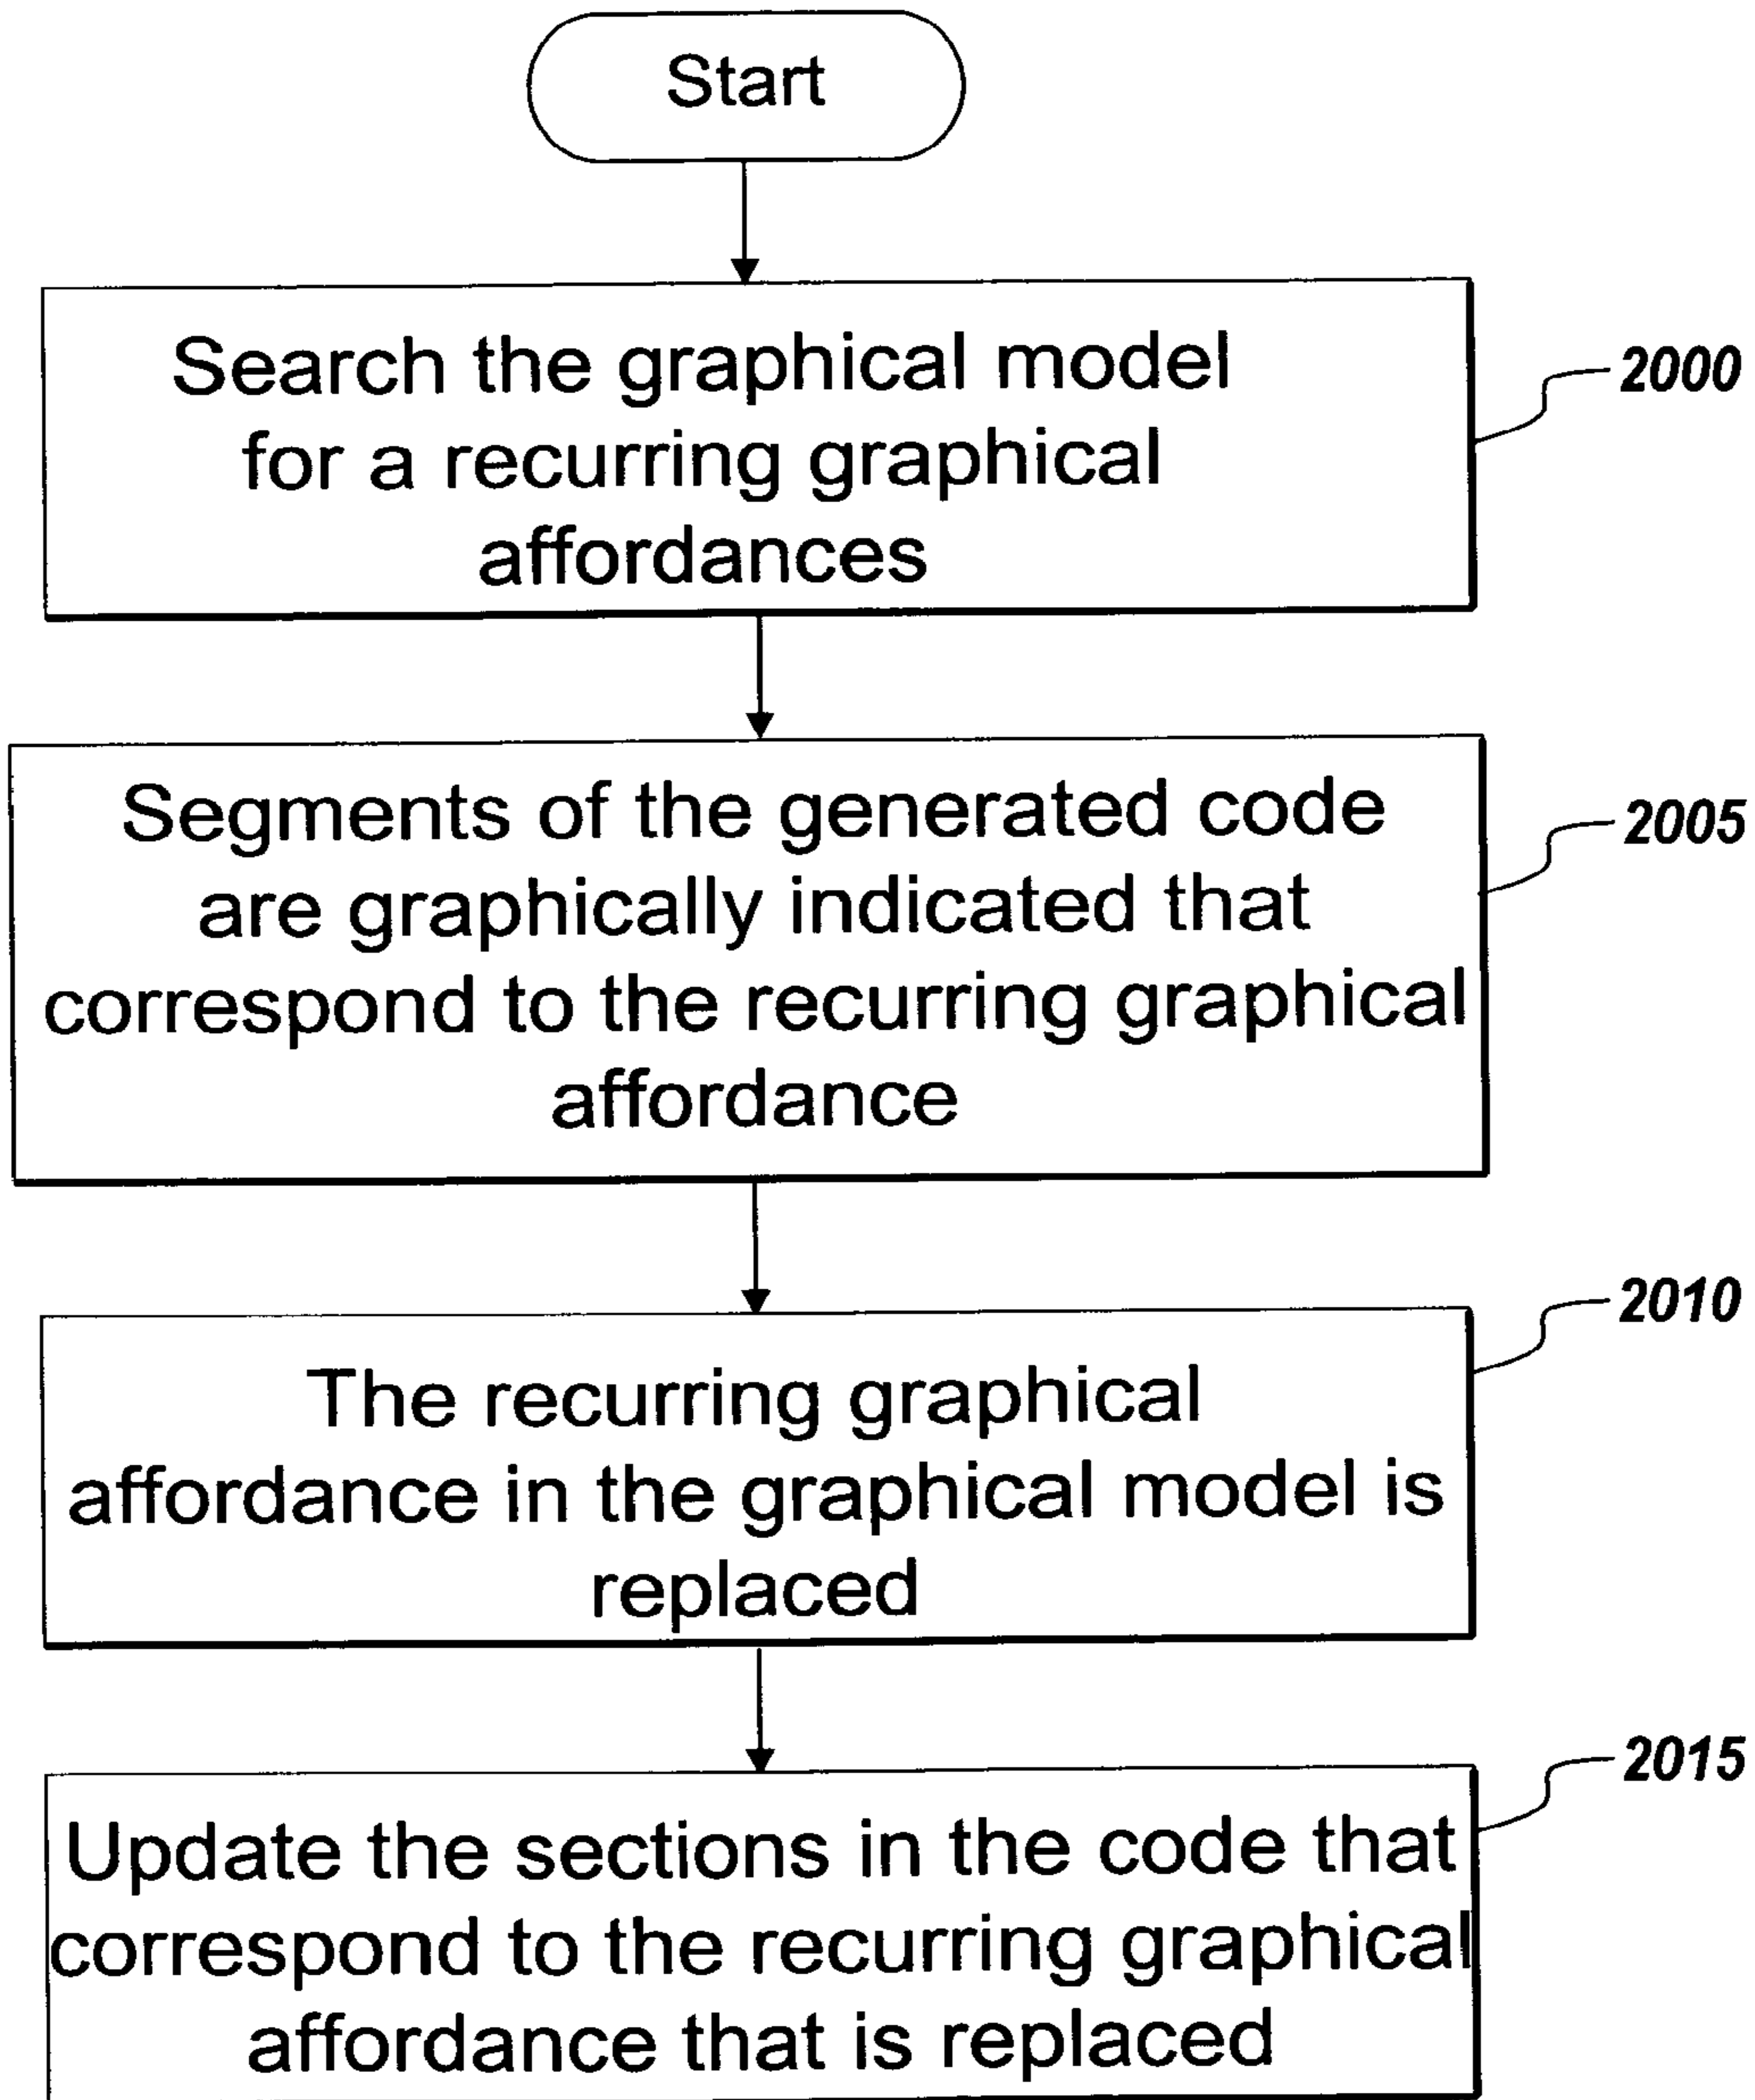 Start
Search the graphical model
for a recurring graphical
affordances
2000
Segments of the generated code
are graphically indicated that
correspond to the recurring graphical
affordance
2005
The recurring graphical
affordance in the graphical model is
replaced
2010
Update the sections in the code that
correspond to the recurring graphical
affordance that is replaced
2015